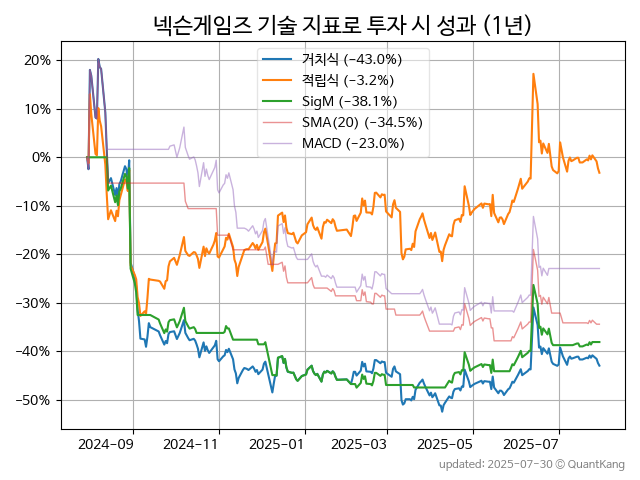 넥슨게임즈 기술 지표로 투자 시 성과 (1년)
거치식 (−43.0%)
적립식 (−3.2%)
SigM (−38.1%)
SMA(20) (−34.5%)
MACD (−23.0%)
20%
10%
0%
−10%
−20%
−30%
−40%
−50%
2024-09 2024-11 2025-01 2025-03 2025-05 2025-07
updated: 2025-07-30 © QuantKang